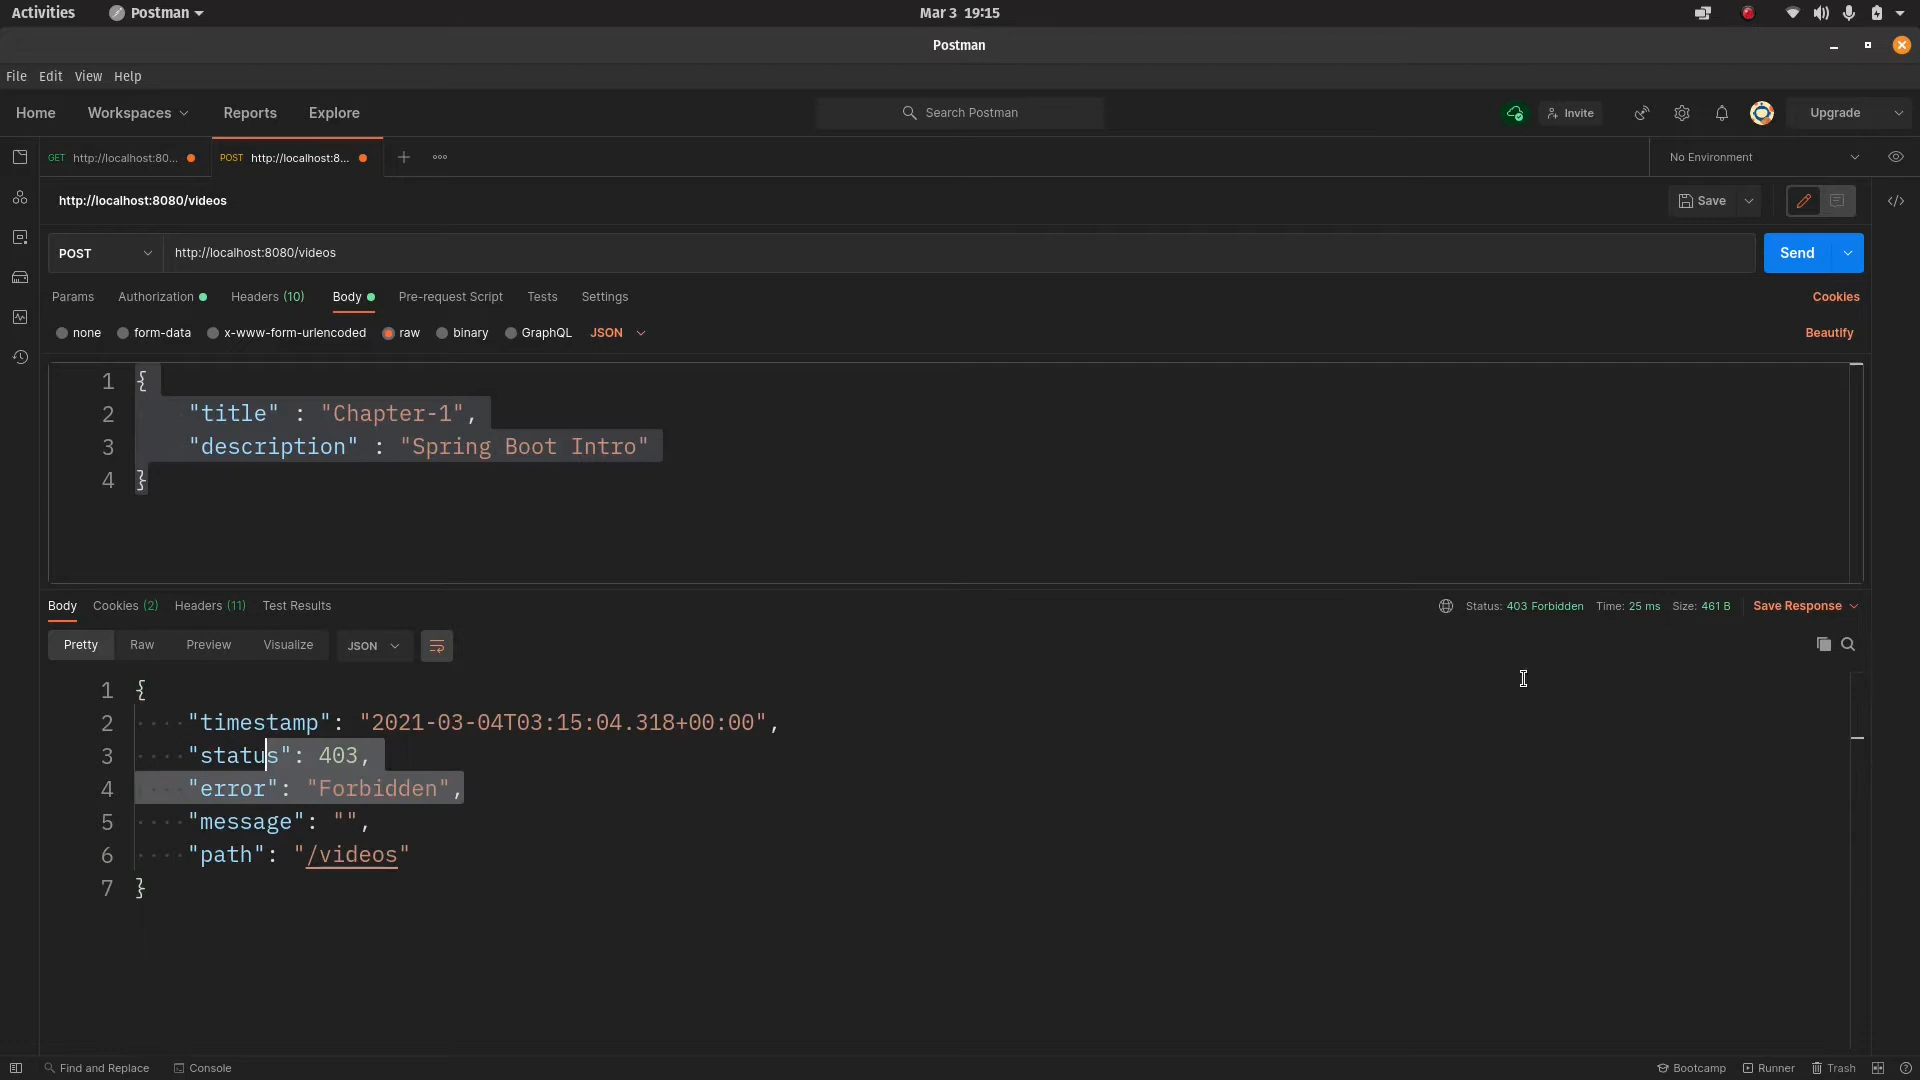 Activities Postman Mar 3 19:15
Postman
File Edit View Help
Home Workspaces Reports Explore Search Postman Invite Upgrade
GET http://localhost:80... POST http://localhost:8... + ooo No Environment
http://localhost:8080/videos Save
POST http://localhost:8080/videos Send
Params Authorization Headers (10) Body Pre-request Script Tests Settings Cookies
none form-data x-www-form-urlencoded raw binary GraphQL JSON Beautify
1 {
2 "title" : "Chapter-1",
3 "description" : "Spring Boot Intro"
4 }
Body Cookies (2) Headers (11) Test Results Status: 403 Forbidden Time: 25 ms Size: 461 B Save Response
Pretty Raw Preview Visualize JSON
1 {
2 "timestamp": "2021-03-04T03:15:04.318+00:00",
3 "status": 403,
4 "error": "Forbidden",
5 "message": "",
6 "path": "/videos"
7 }
Find and Replace Console Bootcamp Runner Trash